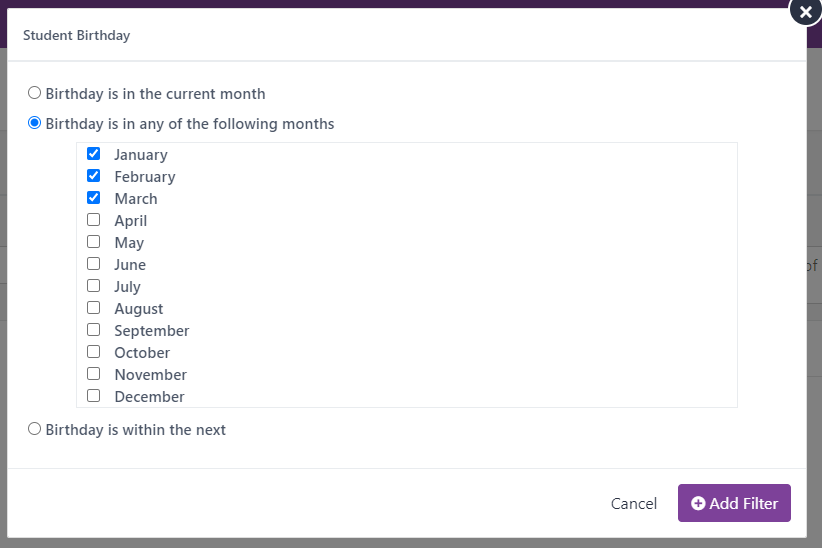 Student Birthday
Birthday is in the current month
Birthday is in any of the following months
January
February
March
April
May
June
July
August
September
October
November
December
of
Birthday is within the next
Cancel
Add Filter